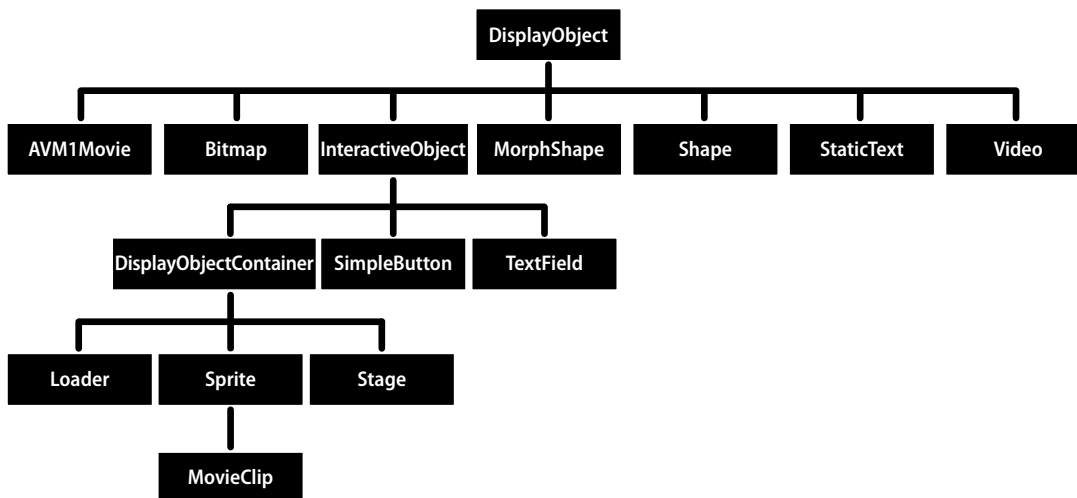 DisplayObject
AVM1Movie
Bitmap
InteractiveObject
MorphShape
Shape
StaticText
Video
DisplayObjectContainer
SimpleButton
TextField
Loader
Sprite
Stage
MovieClip